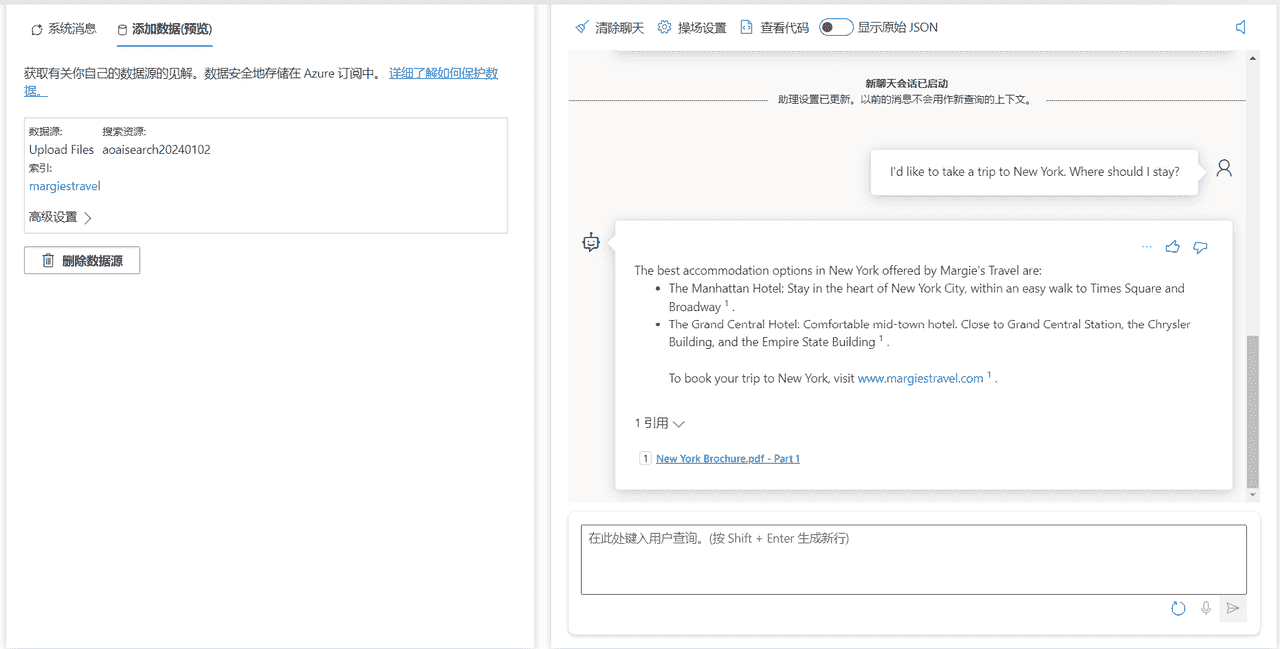 系统消息 添加数据(预览)
获取有关你自己的数据源的见解。数据安全地存储在 Azure 订阅中。 详细了解如何保护数
据。
数据源: 搜索资源:
Upload Files aoaisearch20240102
索引:
margiestravel
高级设置
删除数据源
清除聊天 操场设置 查看代码 显示原始 JSON
新聊天会话已启动
助理设置已更新。以前的消息不会用作新查询的上下文。
I'd like to take a trip to New York. Where should I stay?
The best accommodation options in New York offered by Margie's Travel are:
• The Manhattan Hotel: Stay in the heart of New York City, within an easy walk to Times Square and
Broadway 1 .
• The Grand Central Hotel: Comfortable mid-town hotel. Close to Grand Central Station, the Chrysler
Building, and the Empire State Building 1 .
To book your trip to New York, visit www.margiestravel.com 1 .
1 引用
1 New York Brochure.pdf - Part 1
在此处键入用户查询。(按 Shift + Enter 生成新行)